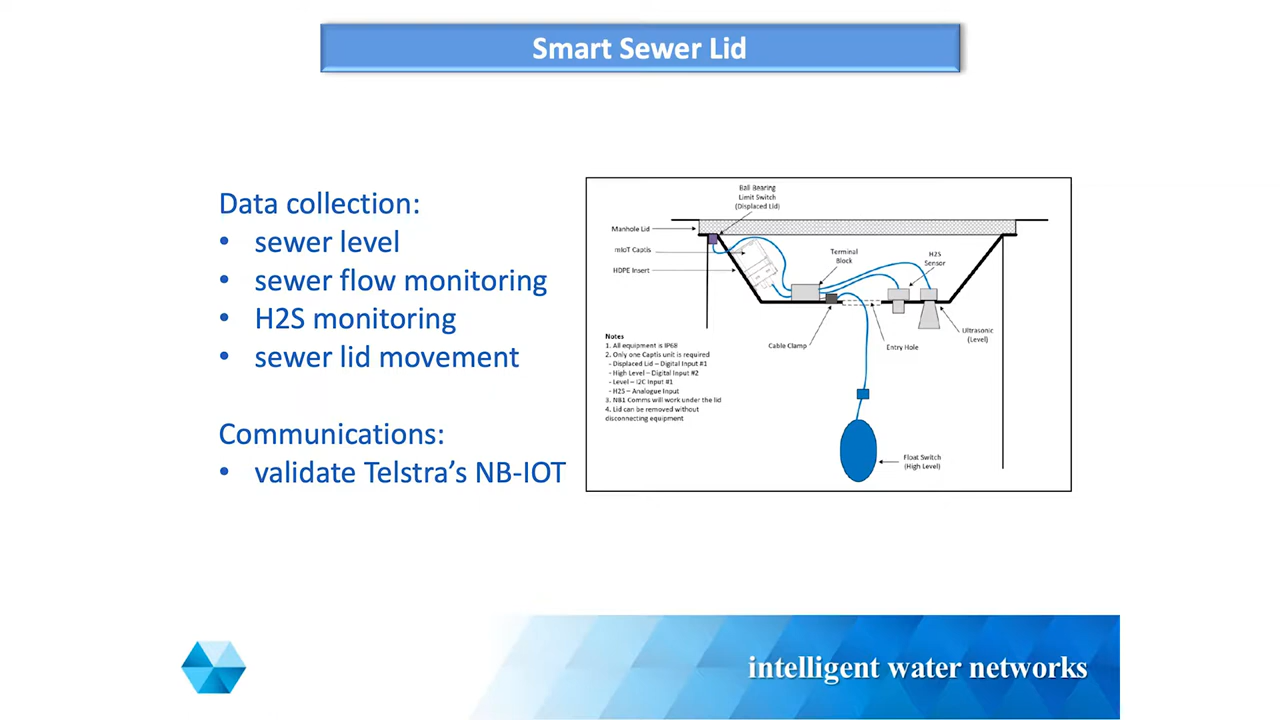 Smart Sewer Lid
Data collection:
• sewer level
• sewer flow monitoring
• H2S monitoring
• sewer lid movement
Communications:
• validate Telstra's NB-IOT
Ball Bearing
Limit Switch
(Displaced Lid)
Manhole Lid
mIoT Captis
HDPE Insert
Terminal
Block
H2S
Sensor
Ultrasonic
(Level)
Cable Clamp
Entry Hole
Float Switch
(High Level)
Notes
1. All equipment is IP68
2. Only one Captis unit is required
- Displaced Lid – Digital Input #1
- High Level – Digital Input #2
- Level – I2C Input #1
- H2S – Analogue Input
3. NB1 Comms will work under the lid
4. Lid can be removed without
disconnecting equipment
intelligent water networks